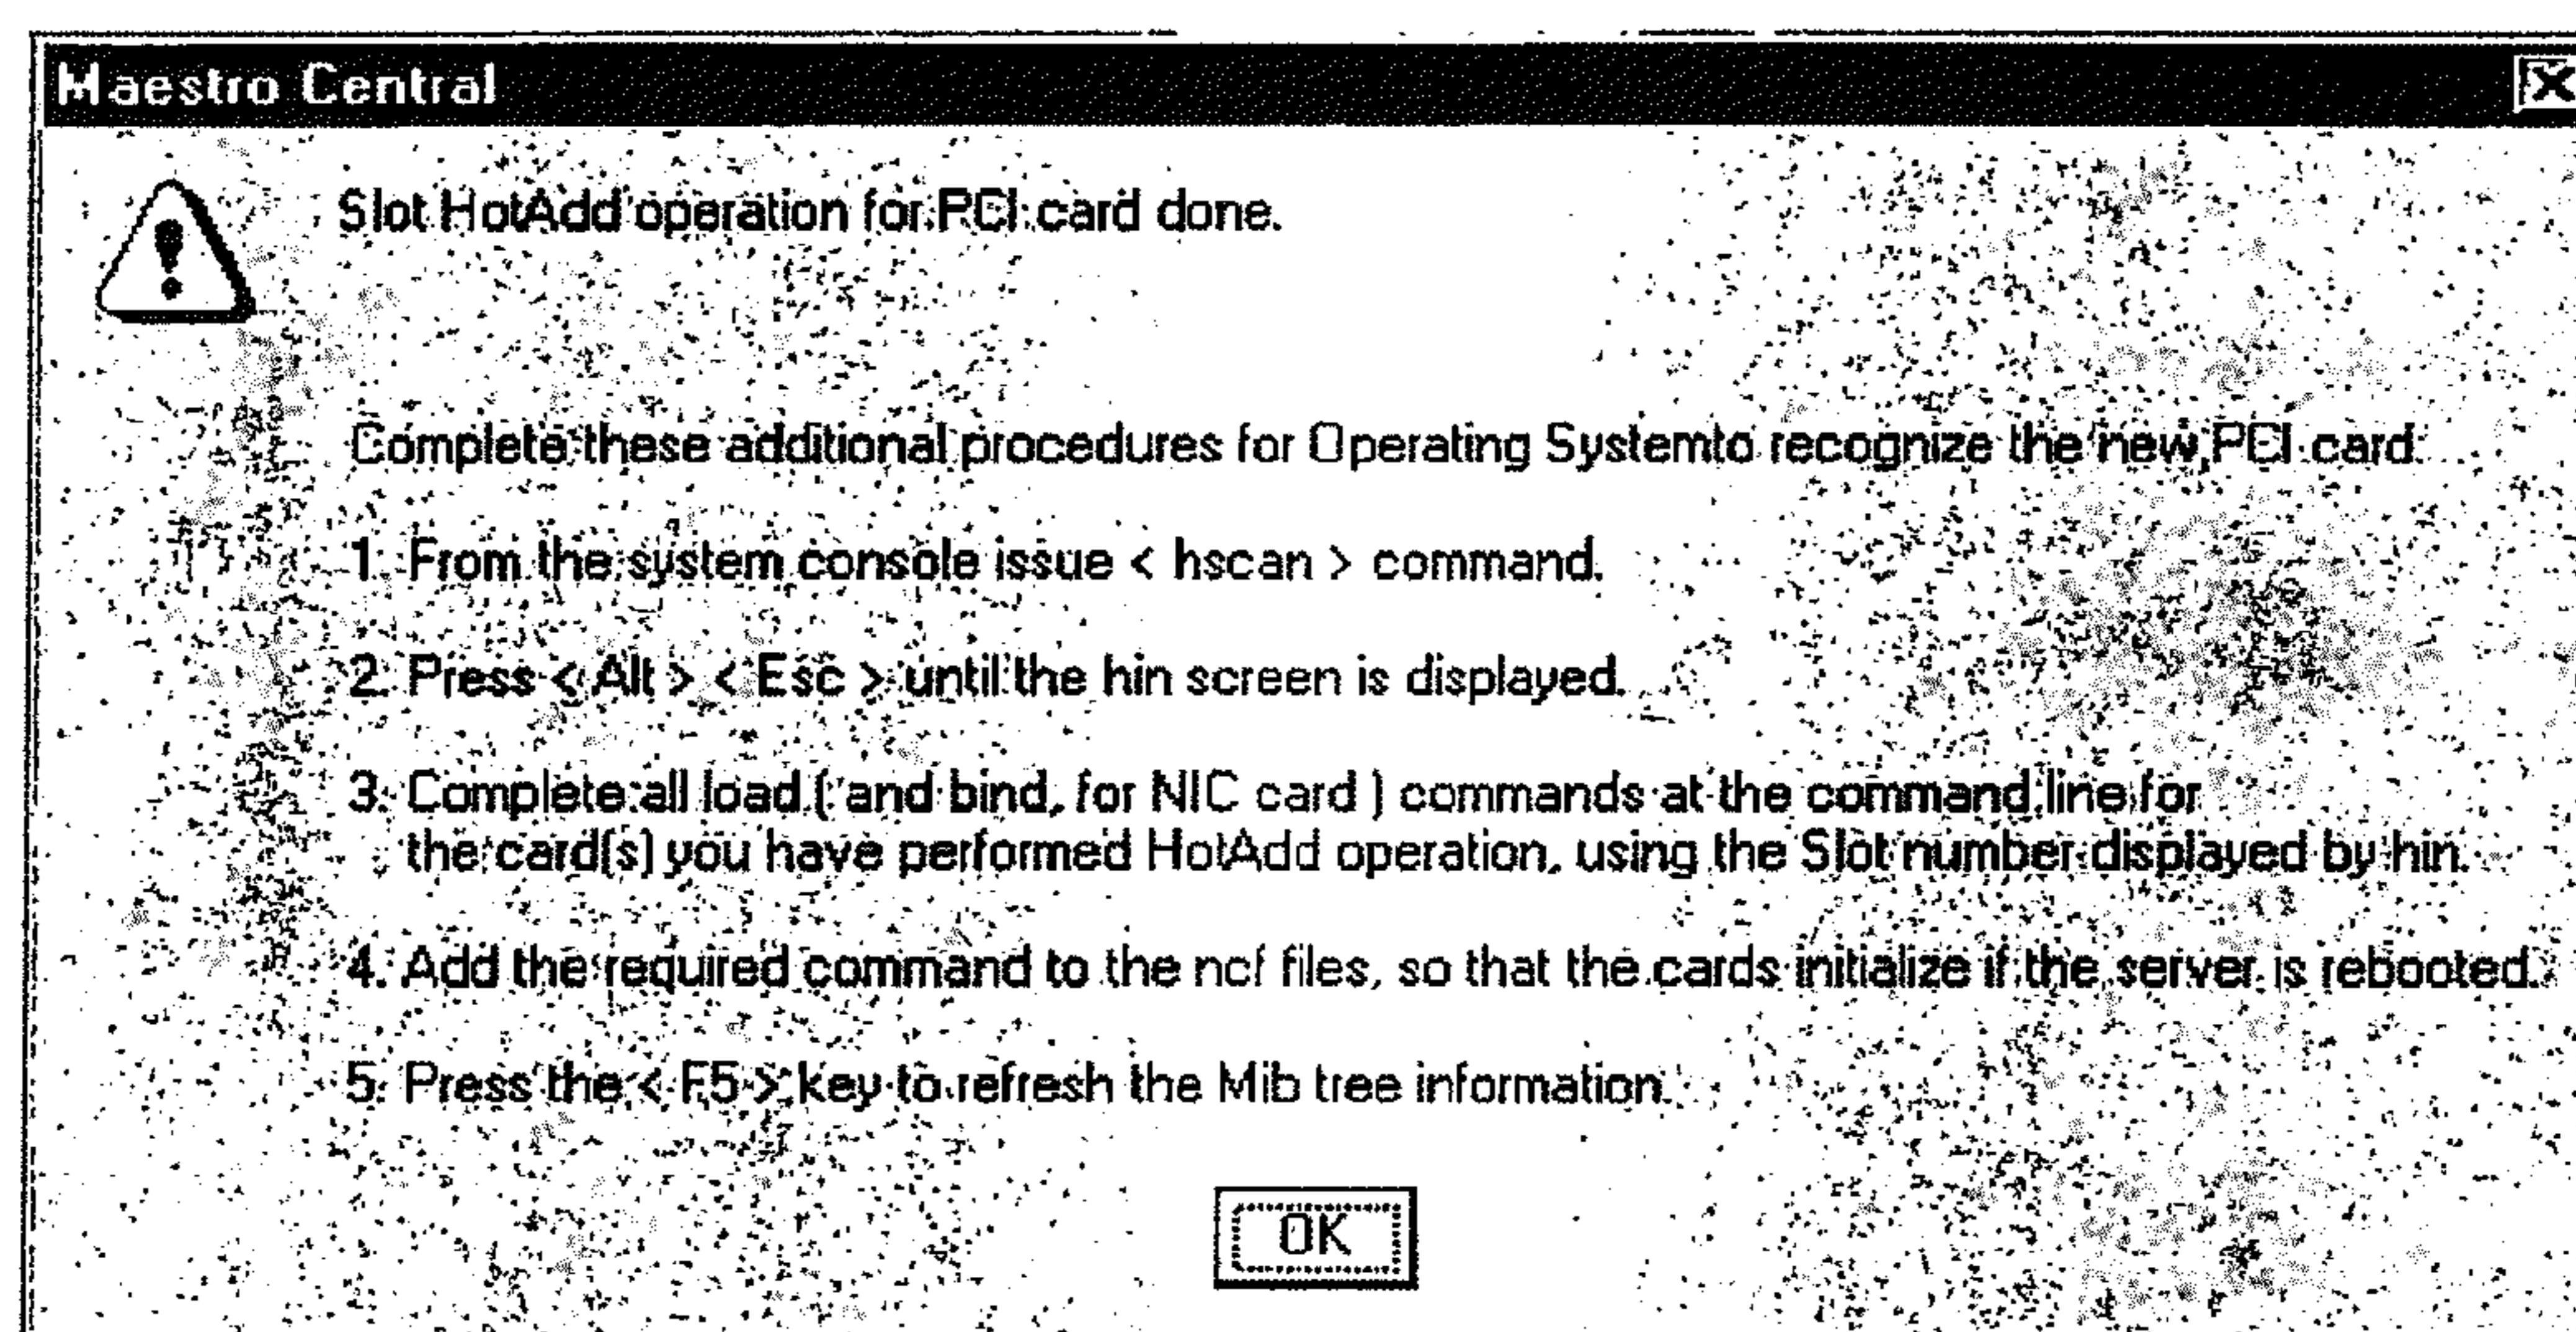 Maestro Central
Slot HotAdd operation for PCI card done.
Complete these additional procedures for Operating Systemto recognize the new PCI card.
1. From the system console issue < hscan > command.
2. Press < Alt > < Esc > until the hin screen is displayed.
3. Complete all load ( and bind, for NIC card ) commands at the command line for
the card(s) you have performed HotAdd operation, using the Slot number displayed by hin.
4. Add the required command to the ncf files, so that the cards initialize if the server is rebooted.
5. Press the < F5 > key to refresh the Mib tree information.
OK